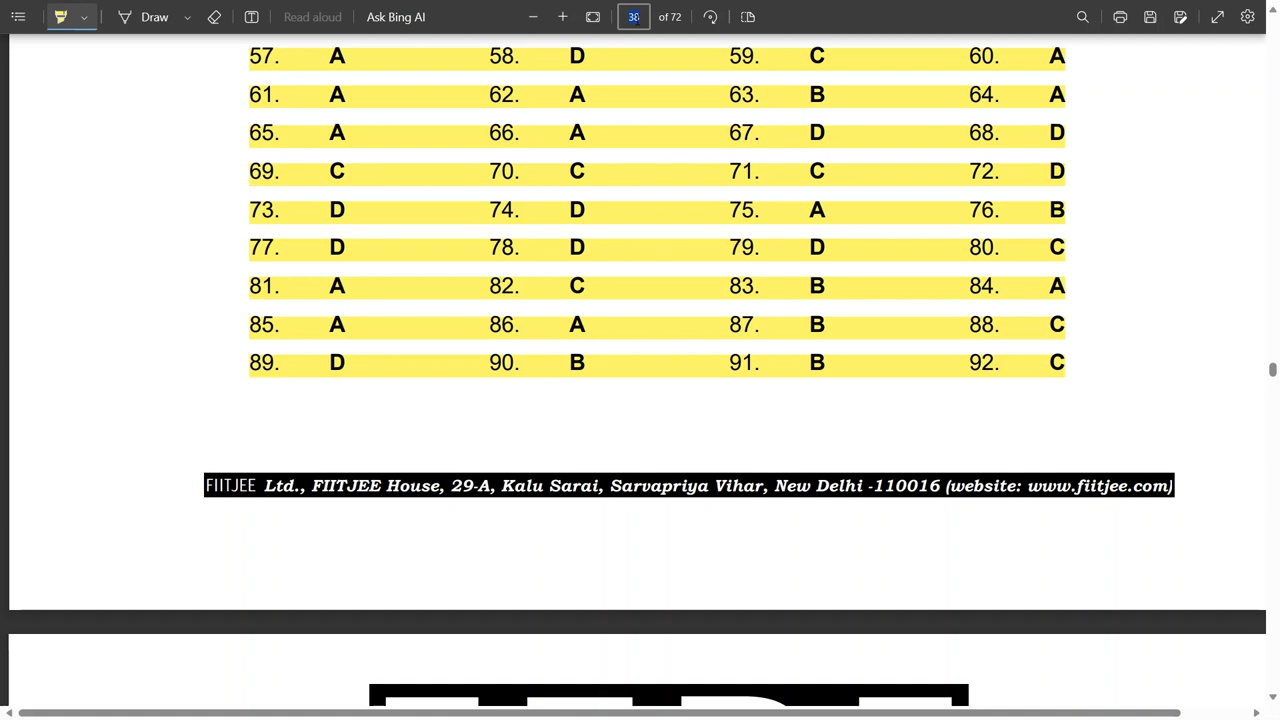 Draw Read aloud Ask Bing AI 38 of 72
57. A 58. D 59. C 60. A
61. A 62. A 63. B 64. A
65. A 66. A 67. D 68. D
69. C 70. C 71. C 72. D
73. D 74. D 75. A 76. B
77. D 78. D 79. D 80. C
81. A 82. C 83. B 84. A
85. A 86. A 87. B 88. C
89. D 90. B 91. B 92. C
FIITJEE Ltd., FIITJEE House, 29-A, Kalu Sarai, Sarvapriya Vihar, New Delhi -110016 (website: www.fiitjee.com)